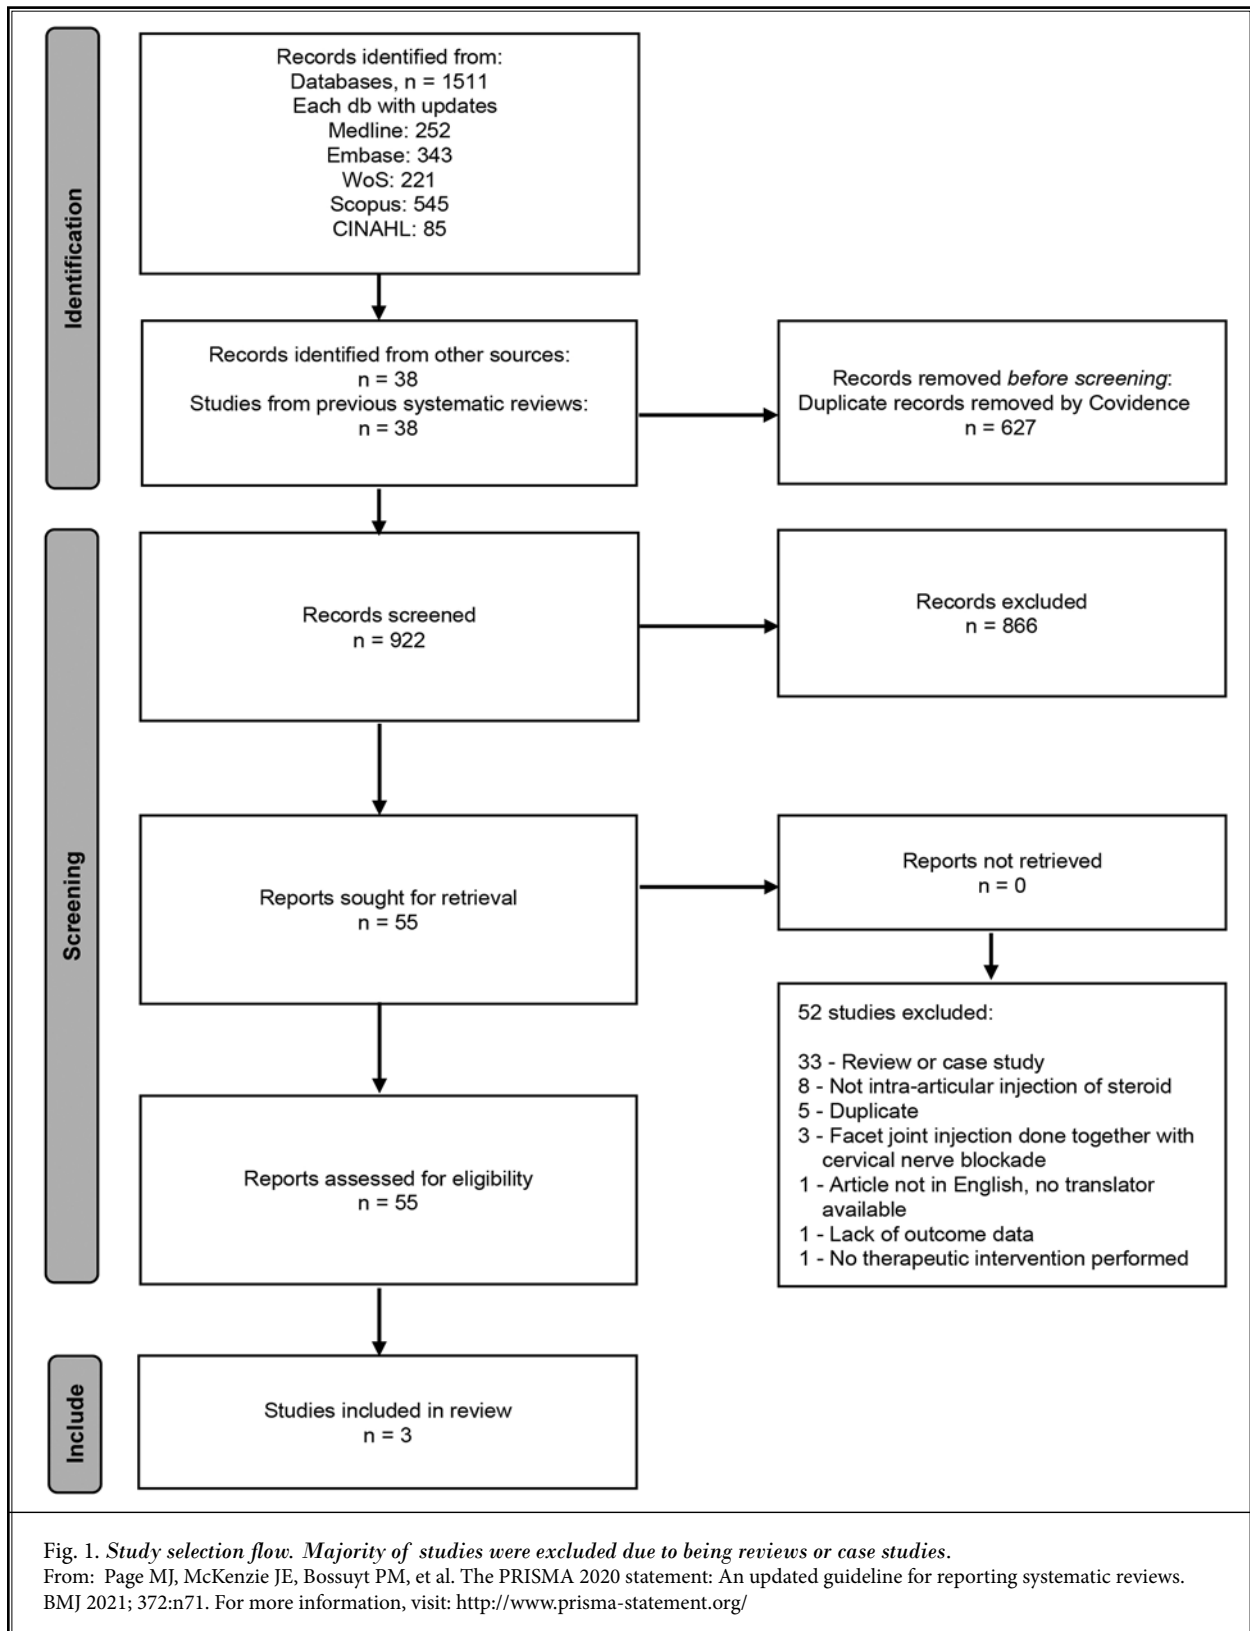 Identification
Records identified from:
Databases, n = 1511
Each db with updates
Medline: 252
Embase: 343
WoS: 221
Scopus: 545
CINAHL: 85
Records identified from other sources:
n = 38
Studies from previous systematic reviews:
n = 38
Records removed before screening:
Duplicate records removed by Covidence
n = 627
Screening
Records screened
n = 922
Records excluded
n = 866
Reports sought for retrieval
n = 55
Reports not retrieved
n = 0
52 studies excluded:
33 - Review or case study
8 - Not intra-articular injection of steroid
5 - Duplicate
3 - Facet joint injection done together with
cervical nerve blockade
1 - Article not in English, no translator
available
1 - Lack of outcome data
1 - No therapeutic intervention performed
Reports assessed for eligibility
n = 55
Include
Studies included in review
n = 3
Fig. 1. Study selection flow. Majority of studies were excluded due to being reviews or case studies.
From: Page MJ, McKenzie JE, Bossuyt PM, et al. The PRISMA 2020 statement: An updated guideline for reporting systematic reviews.
BMJ 2021; 372:n71. For more information, visit: http://www.prisma-statement.org/